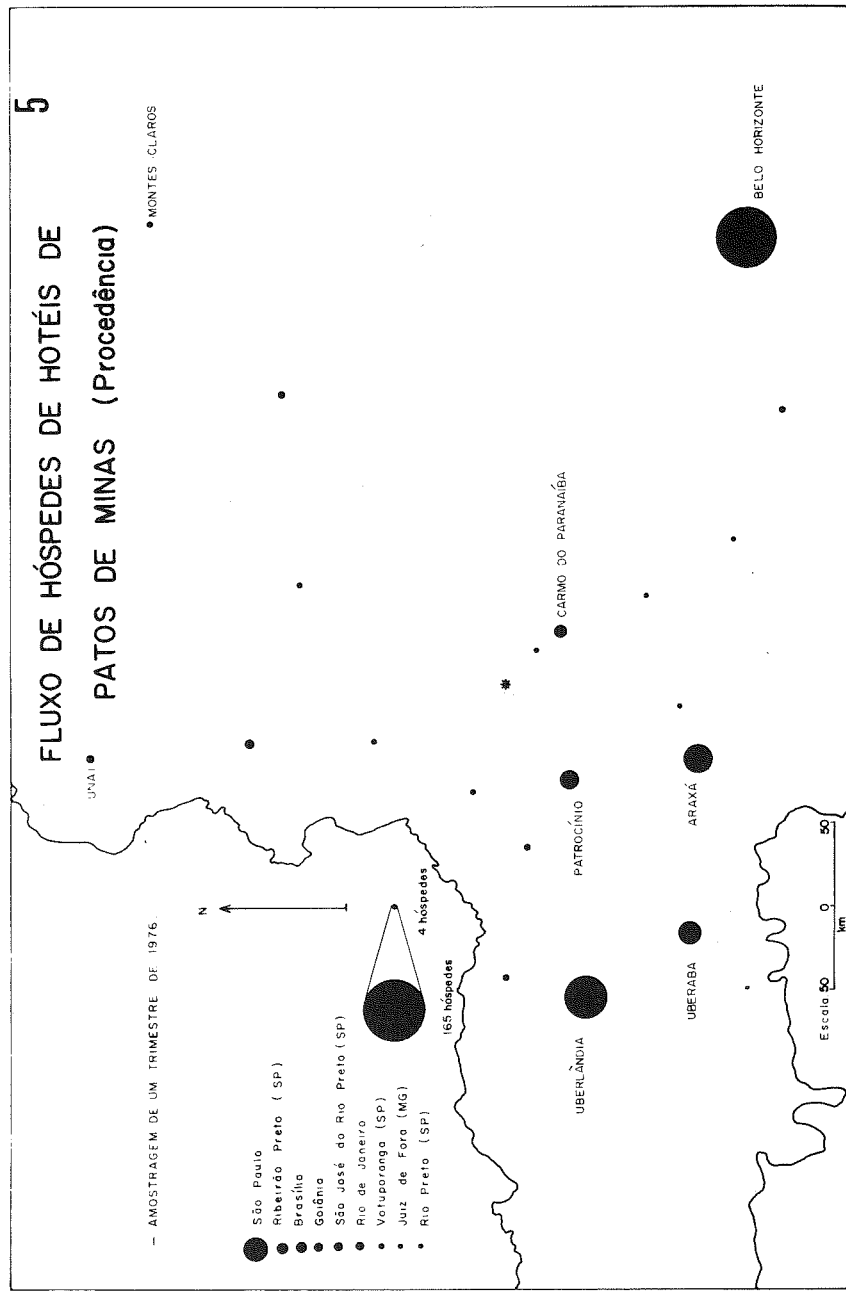 FLUXO DE HÓSPEDES DE HOTÉIS DE
PATOS DE MINAS (Procedência)
5
– AMOSTRAGEM DE UM TRIMESTRE DE 1976.
São Paulo
Ribeirão Preto (SP)
Brasília
Goiânia
São José do Rio Preto (SP)
Rio de Janeiro
Votuporanga (SP)
Juiz de Fora (MG)
Rio Preto (SP)
N
165 hóspedes
4 hóspedes
UNAÍ
MONTES CLAROS
CARMO DO PARANAÍBA
PATROCÍNIO
UBERLÂNDIA
UBERABA
ARAXÁ
BELO HORIZONTE
Escala 50 0 50
km